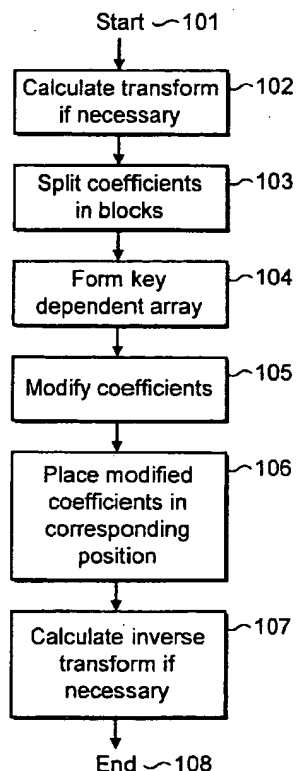 Start 101
Calculate transform 102
if necessary
Split coefficients 103
in blocks
Form key 104
dependent array
Modify coefficients 105
Place modified 106
coefficients in
corresponding
position
Calculate inverse 107
transform if
necessary
End 108